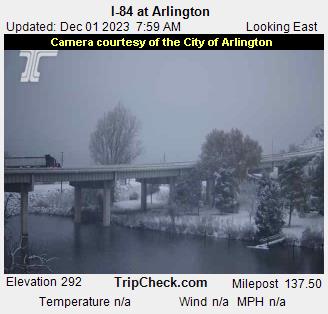 I-84 at Arlington
Updated: Dec 01 2023 7:59 AM Looking East
Camera courtesy of the City of Arlington
Elevation 292 TripCheck.com Milepost 137.50
Temperature n/a Wind n/a MPH n/a